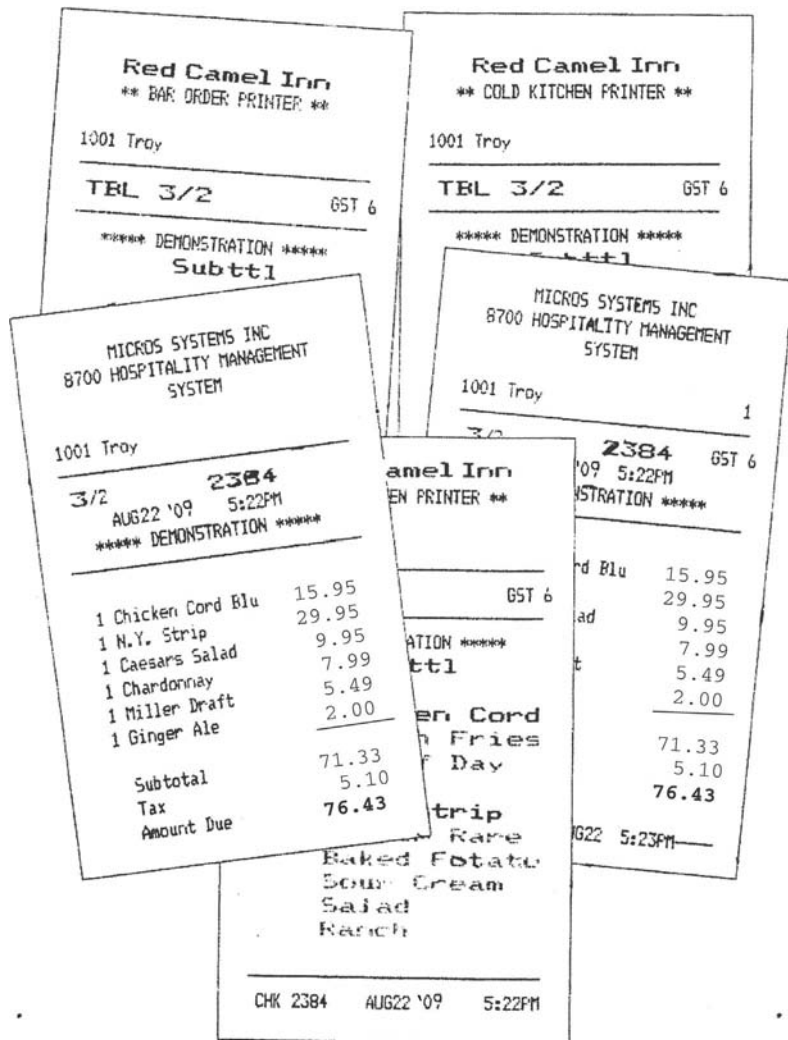 Red Camel Inn
** BAR ORDER PRINTER **
1001 Troy
TBL 3/2 GST 6
***** DEMONSTRATION *****
Subttl
Red Camel Inn
** COLD KITCHEN PRINTER **
1001 Troy
TBL 3/2 GST 6
***** DEMONSTRATION *****
MICROS SYSTEMS INC
8700 HOSPITALITY MANAGEMENT
SYSTEM
1001 Troy
3/2 2384
AUG22 '09 5:22PM
***** DEMONSTRATION *****
1 Chicken Cord Blu 15.95
1 N.Y. Strip 29.95
1 Caesars Salad 9.95
1 Chardonnay 7.99
1 Miller Draft 5.49
1 Ginger Ale 2.00
Subtotal 71.33
Tax 5.10
Amount Due 76.43
MICROS SYSTEMS INC
8700 HOSPITALITY MANAGEMENT
SYSTEM
1001 Troy 1
3/2 2384 GST 6
'09 5:22PM
STRATION *****
rd Blu 15.95
29.95
ad 9.95
7.99
t 5.49
2.00
71.33
5.10
76.43
UG22 5:23PM
amel Inn
EN PRINTER **
GST 6
ATION *****
ttl
en Cord
Fries
Day
trip
Rare
Baked Potato
Sour Cream
Salad
Ranch
CHK 2384 AUG22 '09 5:22PM